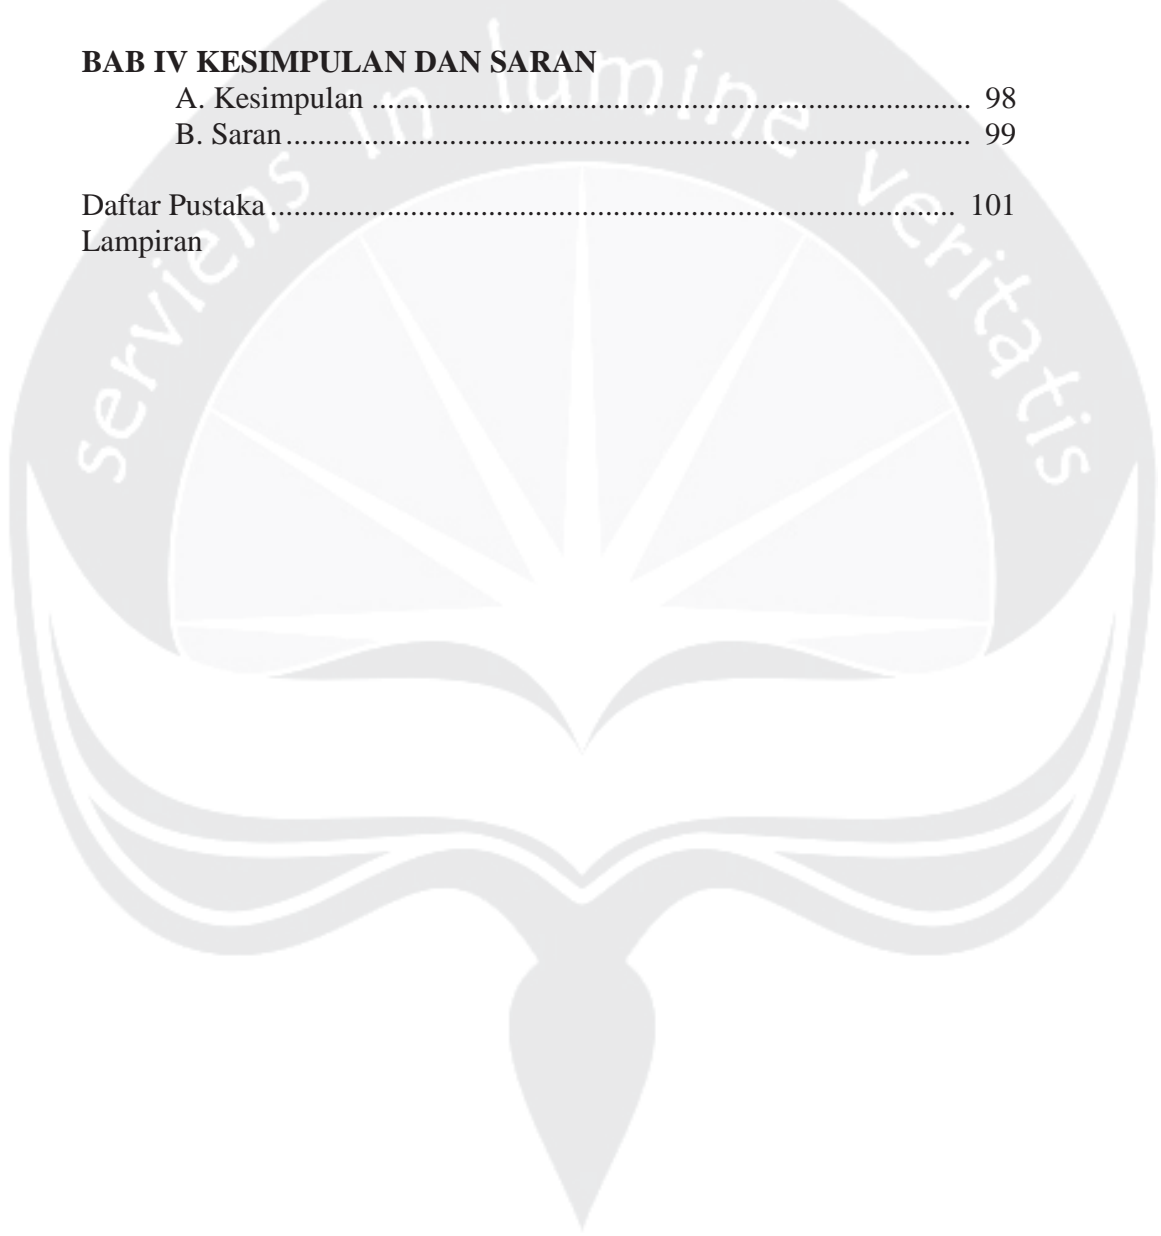 BAB IV KESIMPULAN DAN SARAN
A. Kesimpulan ............................................................................. 98
B. Saran ........................................................................................ 99
Daftar Pustaka ........................................................................................ 101
Lampiran
serviens in lumine veritatis